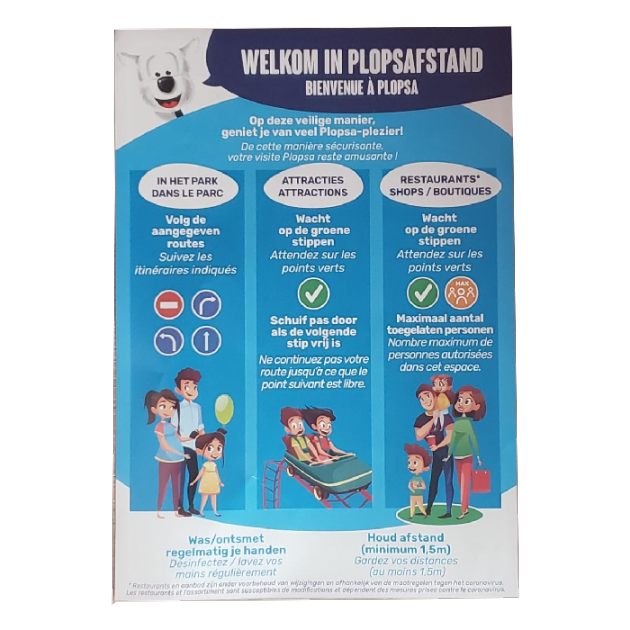 WELKOM IN PLOPSAFSTAND
BIENVENUE À PLOPSA
Op deze veilige manier,
geniet je van veel Plopsa-plezier!
De cette manière sécurisante,
votre visite Plopsa reste amusante !
IN HET PARK
DANS LE PARC
Volg de
aangegeven
routes
Suivez les
itinéraires indiqués
ATTRACTIES
ATTRACTIONS
Wacht
op de groene
stippen
Attendez sur les
points verts
Schuif pas door
als de volgende
stip vrij is
Ne continuez pas votre
route jusqu'à ce que le
point suivant est libre.
RESTAURANTS*
SHOPS / BOUTIQUES
Wacht
op de groene
stippen
Attendez sur les
points verts
MAX
Maximaal aantal
toegelaten personen
Nombre maximum de
personnes autorisées
dans cet espace.
Was/ontsmet
regelmatig je handen
Désinfectez / lavez vos
mains régulièrement
Houd afstand
(minimum 1,5m)
Gardez vos distances
(au moins 1,5m)
* Restaurants en aanbod zijn onder voorbehoud van wijzigingen en afhankelijk van de maatregelen tegen het coronavirus.
Les restaurants et l'assortiment sont susceptibles de modifications et dépendent des mesures prises contre le coronavirus.